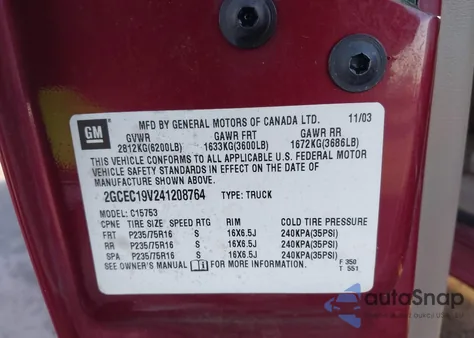 GM
MFD BY GENERAL MOTORS OF CANADA LTD. 11/03
GVWR GAWR FRT GAWR RR
2812KG(6200LB) 1633KG(3600LB) 1672KG(3686LB)
THIS VEHICLE CONFORMS TO ALL APPLICABLE U.S. FEDERAL MOTOR
VEHICLE SAFETY STANDARDS IN EFFECT ON THE DATE OF
MANUFACTURE SHOWN ABOVE.
2GCEC19V241208764 TYPE: TRUCK
MODEL: C15753
CPNE TIRE SIZE SPEED RTG RIM COLD TIRE PRESSURE
FRT P235/75R16 S 16X6.5J 240KPA(35PSI)
RR P235/75R16 S 16X6.5J 240KPA(35PSI)
SPA P235/75R16 S 16X6.5J 240KPA(35PSI)
SEE OWNER'S MANUAL FOR MORE INFORMATION. F 350
T 551
autoSnap